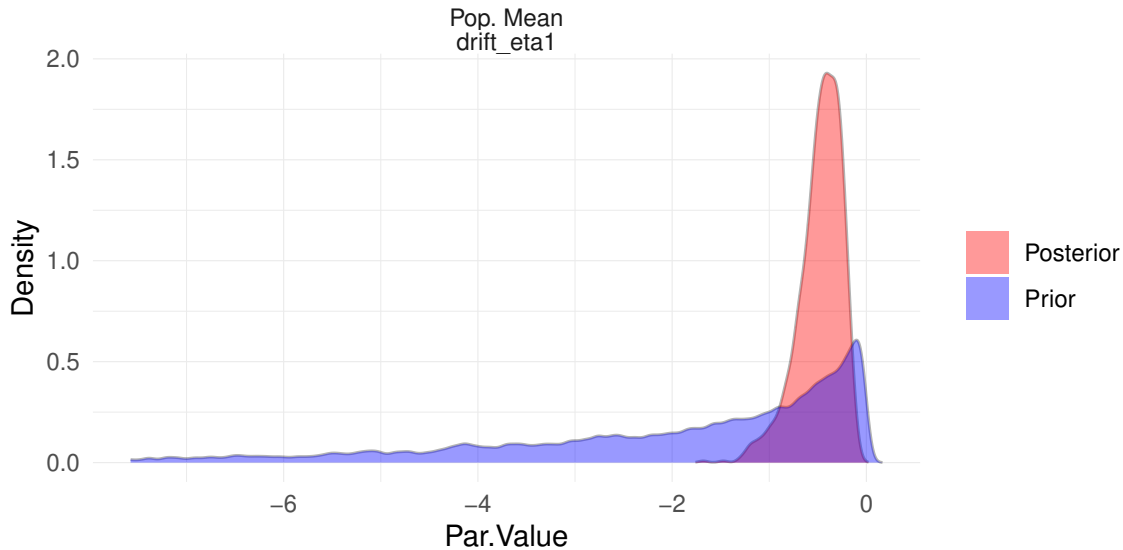 Pop. Mean
drift_eta1
2.0
1.5
1.0
0.5
0.0
Density
−6
−4
−2
0
Par.Value
Posterior
Prior